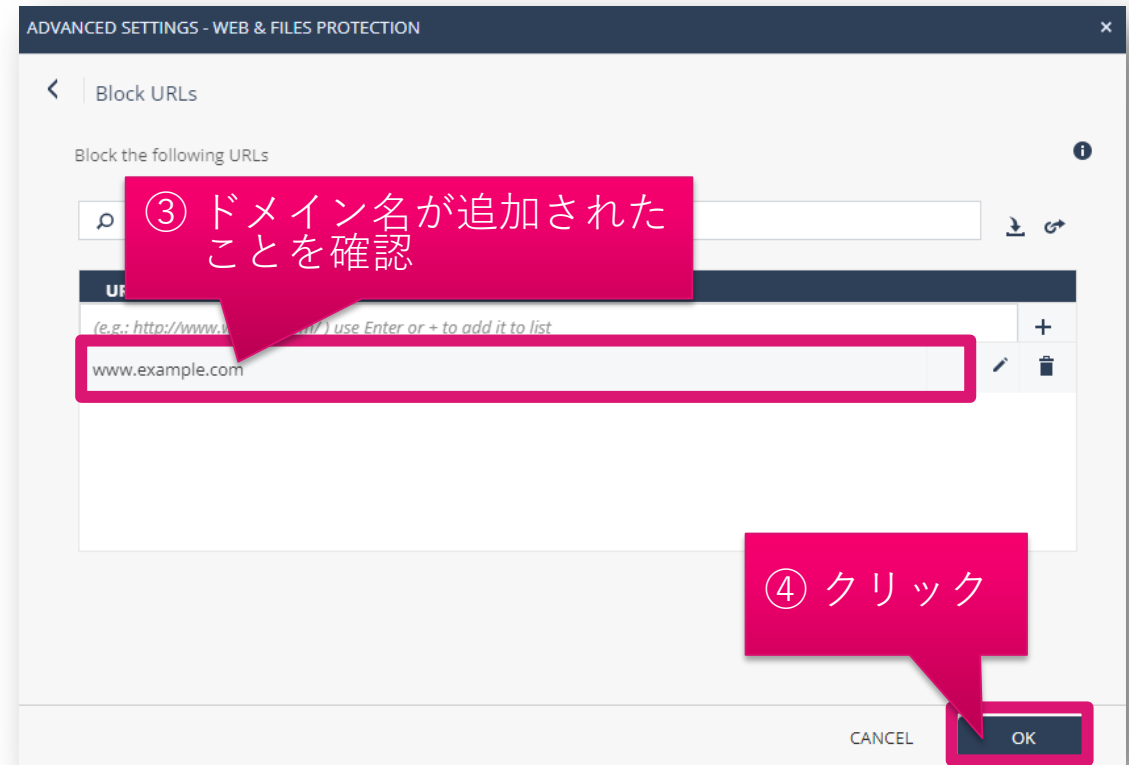 ADVANCED SETTINGS - WEB & FILES PROTECTION
Block URLs
Block the following URLs
③ ドメイン名が追加された
ことを確認
(e.g.: http://www. / ) use Enter or + to add it to list
www.example.com
④ クリック
CANCEL
OK